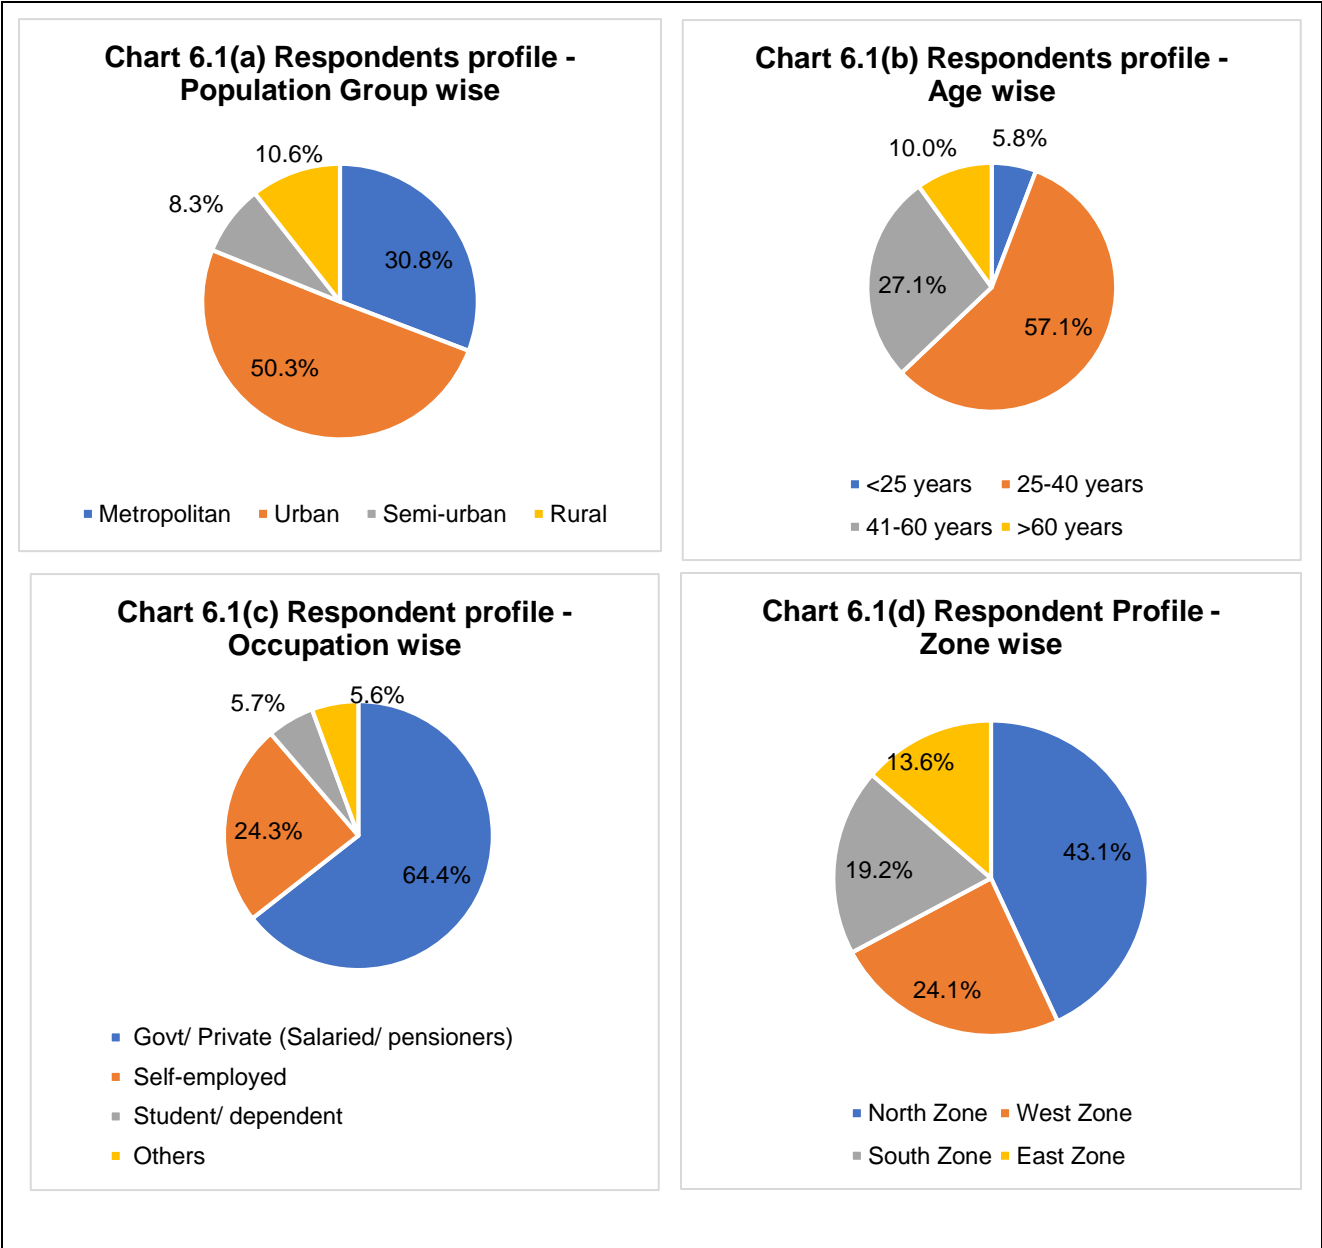 Chart 6.1(a) Respondents profile -
Population Group wise
10.6%
8.3%
30.8%
50.3%
Metropolitan Urban Semi-urban Rural
Chart 6.1(b) Respondents profile -
Age wise
5.8%
10.0%
27.1%
57.1%
<25 years 25-40 years
41-60 years >60 years
Chart 6.1(c) Respondent profile -
Occupation wise
5.6%
5.7%
24.3%
64.4%
Govt/ Private (Salaried/ pensioners)
Self-employed
Student/ dependent
Others
Chart 6.1(d) Respondent Profile -
Zone wise
13.6%
43.1%
19.2%
24.1%
North Zone West Zone
South Zone East Zone